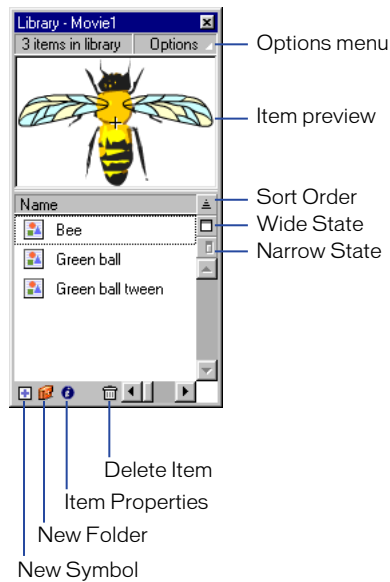 Library - Movie1
3 items in library Options
Options menu
Item preview
Name
Sort Order
Wide State
Narrow State
Bee
Green ball
Green ball tween
Delete Item
Item Properties
New Folder
New Symbol